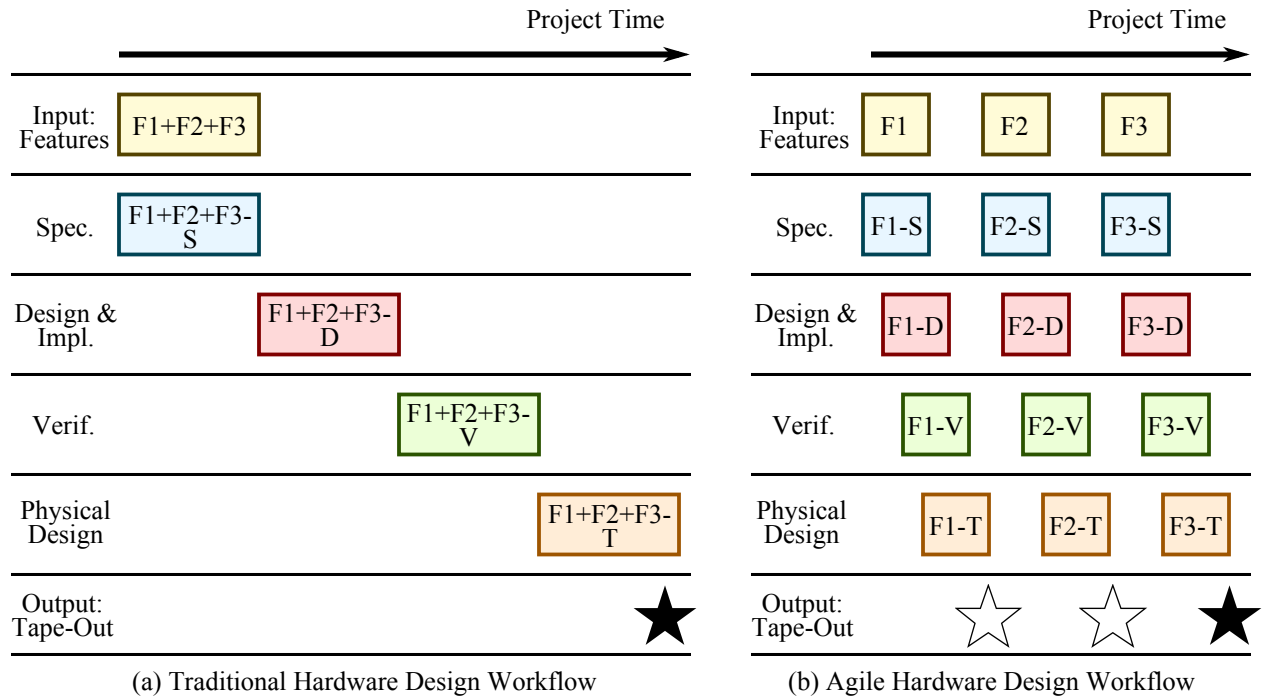 Project Time
Input:
Features
F1+F2+F3
Spec.
F1+F2+F3-
S
Design &
Impl.
F1+F2+F3-
D
Verif.
F1+F2+F3-
V
Physical
Design
F1+F2+F3-
T
Output:
Tape-Out
(a) Traditional Hardware Design Workflow
Project Time
Input:
Features
F1 F2 F3
Spec.
F1-S F2-S F3-S
Design &
Impl.
F1-D F2-D F3-D
Verif.
F1-V F2-V F3-V
Physical
Design
F1-T F2-T F3-T
Output:
Tape-Out
(b) Agile Hardware Design Workflow